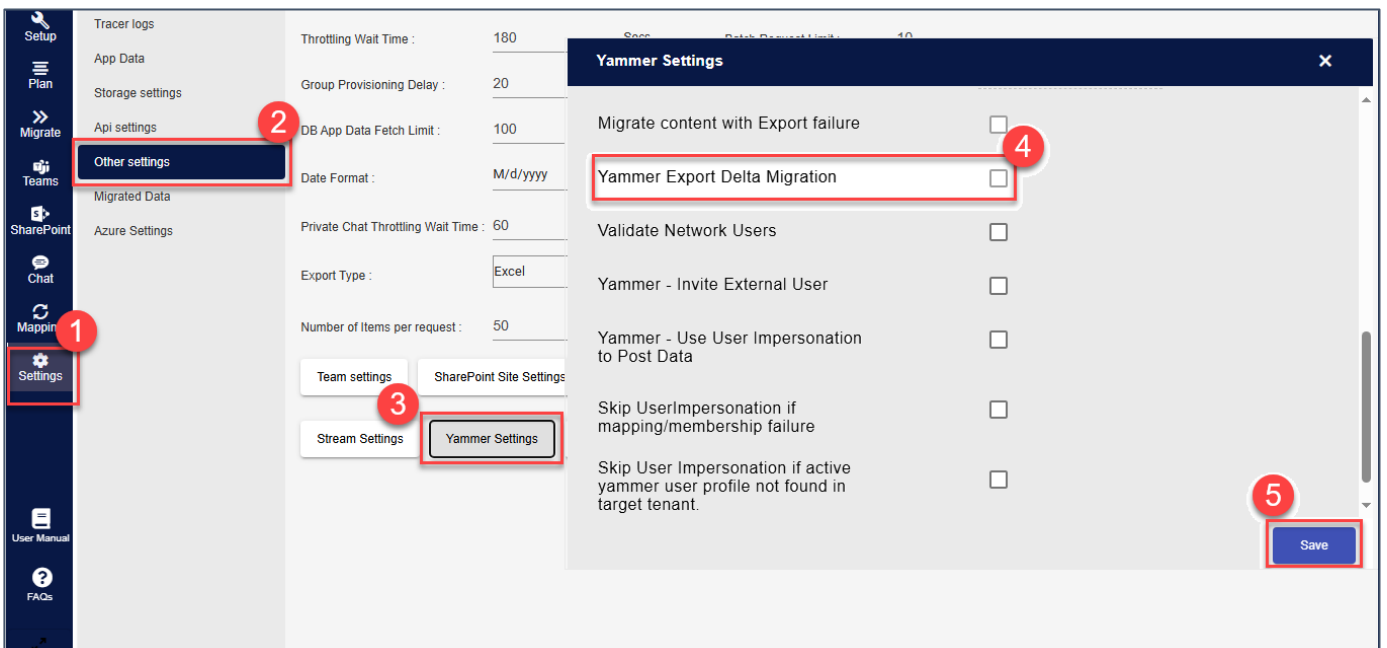 Setup
Plan
Migrate
Teams
SharePoint
Chat
Mappin
1
Settings
User Manual
FAQs
Tracer logs
App Data
Storage settings
Api settings
2
Other settings
Migrated Data
Azure Settings
Throttling Wait Time : 180 Secs Batch Request Limit : 10
Group Provisioning Delay : 20
DB App Data Fetch Limit : 100
Date Format : M/d/yyyy
Private Chat Throttling Wait Time : 60
Export Type : Excel
Number of Items per request : 50
Team settings SharePoint Site Settings
3
Stream Settings Yammer Settings
Yammer Settings ×
Migrate content with Export failure
4
Yammer Export Delta Migration
Validate Network Users
Yammer - Invite External User
Yammer - Use User Impersonation
to Post Data
Skip UserImpersonation if
mapping/membership failure
Skip User Impersonation if active
yammer user profile not found in
target tenant.
5
Save